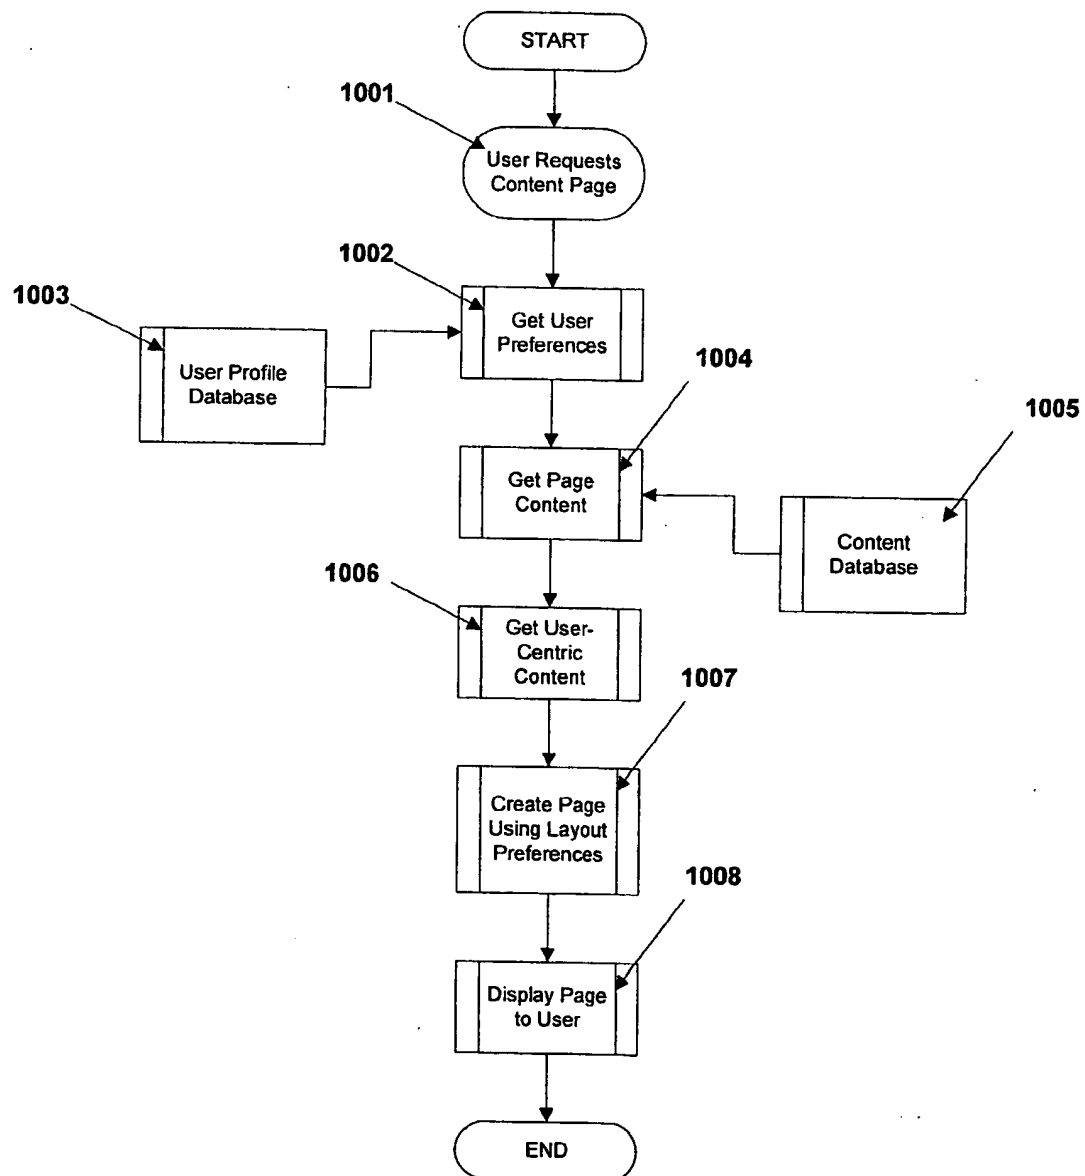 START
1001
User Requests
Content Page
1002
1003
Get User
Preferences
User Profile
Database
1004
1005
Get Page
Content
Content
Database
1006
Get User-
Centric
Content
1007
Create Page
Using Layout
Preferences
1008
Display Page
to User
END